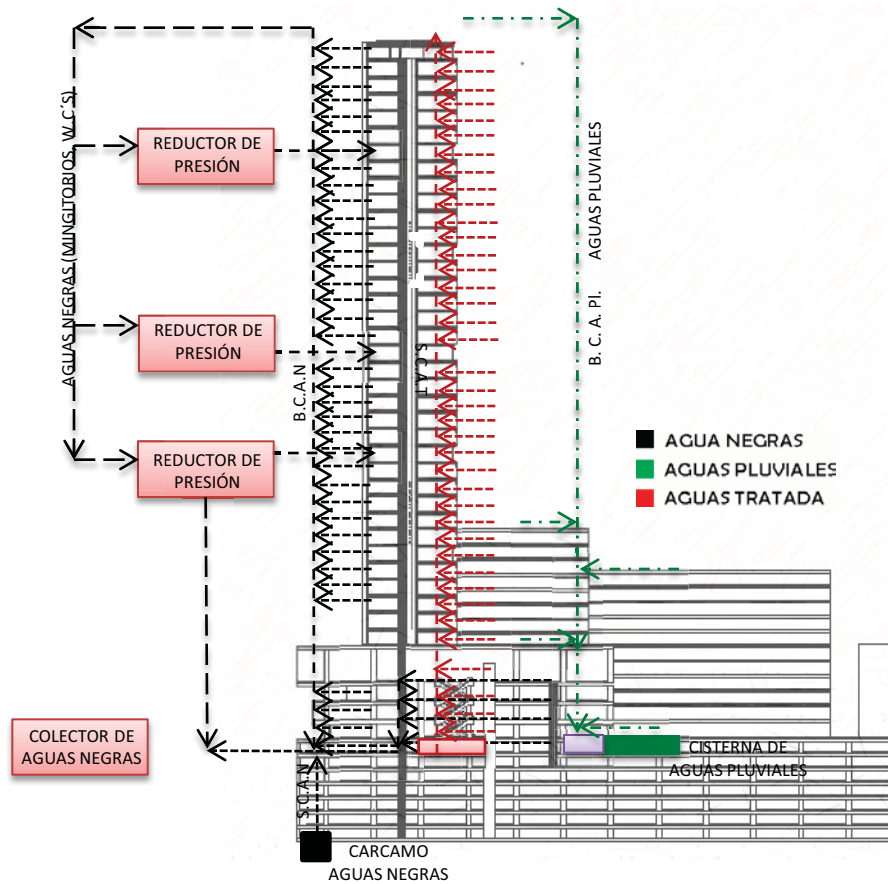 AGUAS NEGRAS (MINGITORIOS, W.C´S)
REDUCTOR DE
PRESIÓN
REDUCTOR DE
PRESIÓN
REDUCTOR DE
PRESIÓN
B.C.A.N
S.C.A.T
B. C. A. Pl. AGUAS PLUVIALES
AGUA NEGRAS
AGUAS PLUVIALES
AGUAS TRATADA
COLECTOR DE
AGUAS NEGRAS
S.C.A.N
CISTERNA DE
AGUAS PLUVIALES
CARCAMO
AGUAS NEGRAS